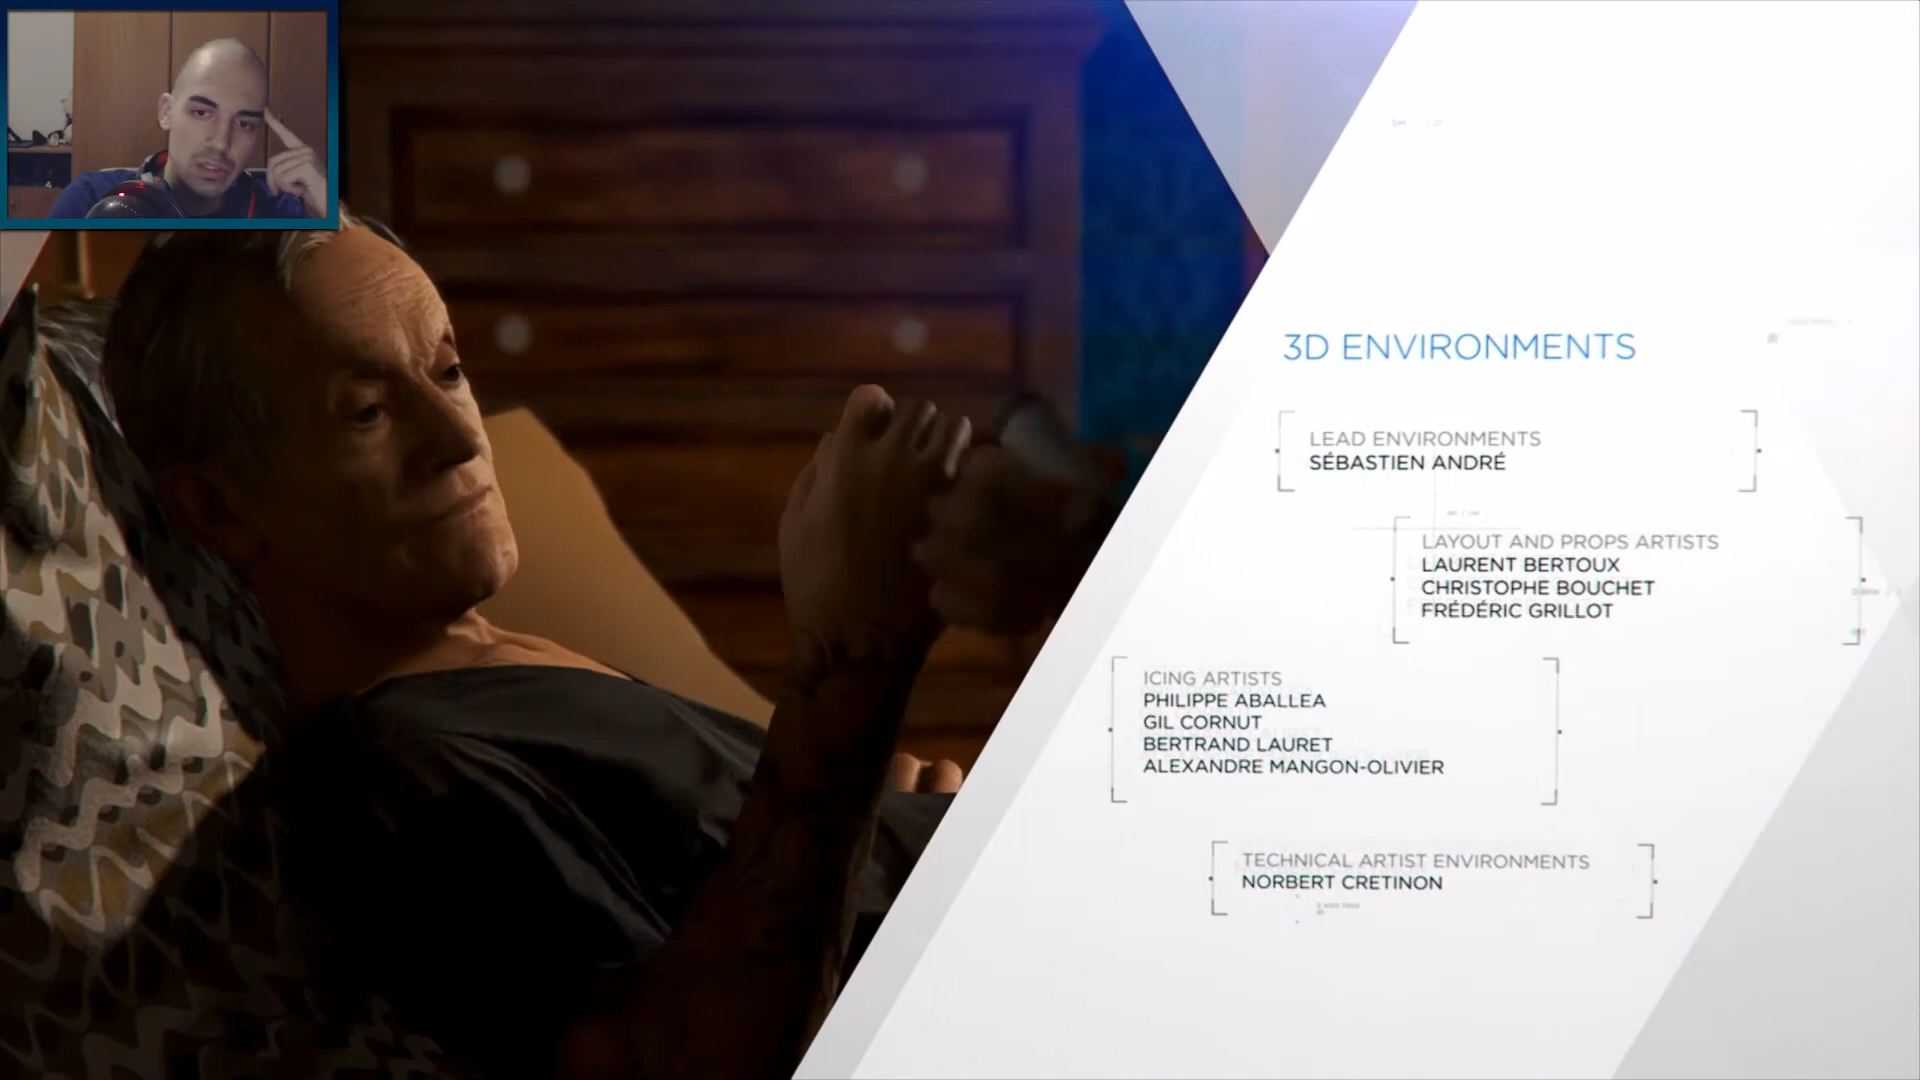 3D ENVIRONMENTS
LEAD ENVIRONMENTS
SÉBASTIEN ANDRÉ
LAYOUT AND PROPS ARTISTS
LAURENT BERTOUX
CHRISTOPHE BOUCHET
FRÉDÉRIC GRILLOT
ICING ARTISTS
PHILIPPE ABALLEA
GIL CORNUT
BERTRAND LAURET
ALEXANDRE MANGON-OLIVIER
TECHNICAL ARTIST ENVIRONMENTS
NORBERT CRETINON